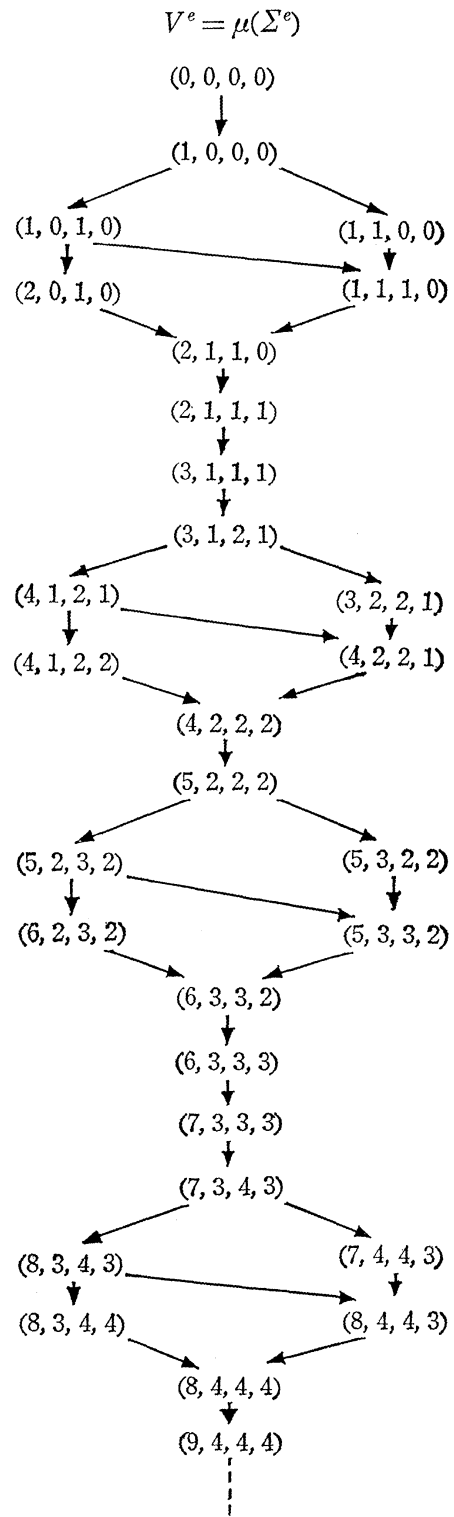 V^e = μ(Σ^e)
(0, 0, 0, 0)
(1, 0, 0, 0)
(1, 0, 1, 0) (1, 1, 0, 0)
(2, 0, 1, 0) (1, 1, 1, 0)
(2, 1, 1, 0)
(2, 1, 1, 1)
(3, 1, 1, 1)
(3, 1, 2, 1)
(4, 1, 2, 1) (3, 2, 2, 1)
(4, 1, 2, 2) (4, 2, 2, 1)
(4, 2, 2, 2)
(5, 2, 2, 2)
(5, 2, 3, 2) (5, 3, 2, 2)
(6, 2, 3, 2) (5, 3, 3, 2)
(6, 3, 3, 2)
(6, 3, 3, 3)
(7, 3, 3, 3)
(7, 3, 4, 3)
(8, 3, 4, 3) (7, 4, 4, 3)
(8, 3, 4, 4) (8, 4, 4, 3)
(8, 4, 4, 4)
(9, 4, 4, 4)